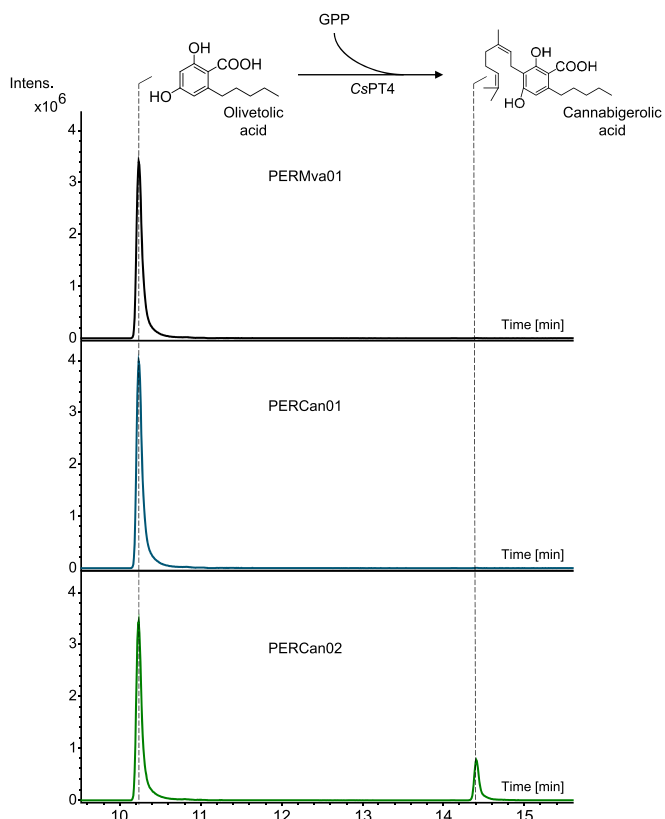 GPP
CsPT4
OH
COOH
HO
Olivetolic
acid
OH
COOH
HO
Cannabigerolic
acid
Intens.
x10⁶
4
3
2
1
0
PERMva01
Time [min]
4
3
2
1
0
PERCan01
Time [min]
4
3
2
1
0
PERCan02
Time [min]
10
11
12
13
14
15